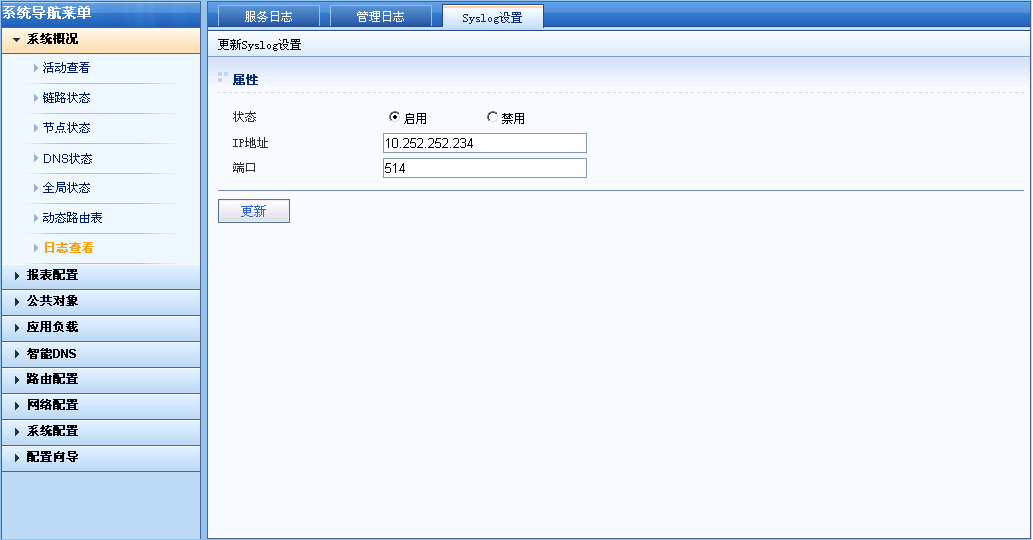 系统导航菜单
系统概况
活动查看
链路状态
节点状态
DNS状态
全局状态
动态路由表
日志查看
报表配置
公共对象
应用负载
智能DNS
路由配置
网络配置
系统配置
配置向导
服务日志 管理日志 Syslog设置
更新Syslog设置
属性
状态 启用 禁用
IP地址 10.252.252.234
端口 514
更新